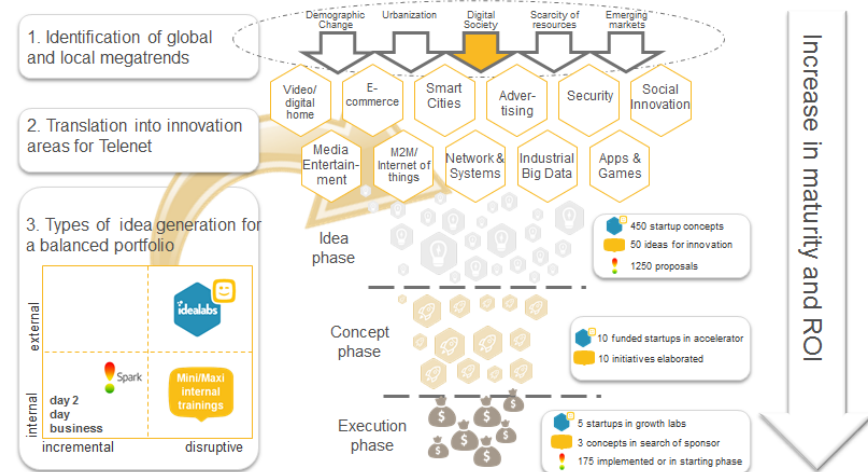 Demographic
Change
Urbanization
Digital
Society
Scarcity of
resources
Emerging
markets
1. Identification of global
and local megatrends
Video/
digital
home
E-
commerce
Smart
Cities
Adver-
tising
Security
Social
Innovation
2. Translation into innovation
areas for Telenet
Media
Entertain-
ment
M2M/
Internet of
things
Network &
Systems
Industrial
Big Data
Apps &
Games
3. Types of idea generation for
a balanced portfolio
external
internal
idealabs
Spark
day 2
day
business
Mini/Maxi
internal
trainings
incremental
disruptive
Idea
phase
450 startup concepts
50 ideas for innovation
1250 proposals
Concept
phase
10 funded startups in accelerator
10 initiatives elaborated
Execution
phase
$
$
$
$
$
$
5 startups in growth labs
3 concepts in search of sponsor
175 implemented or in starting phase
Increase in maturity and ROI